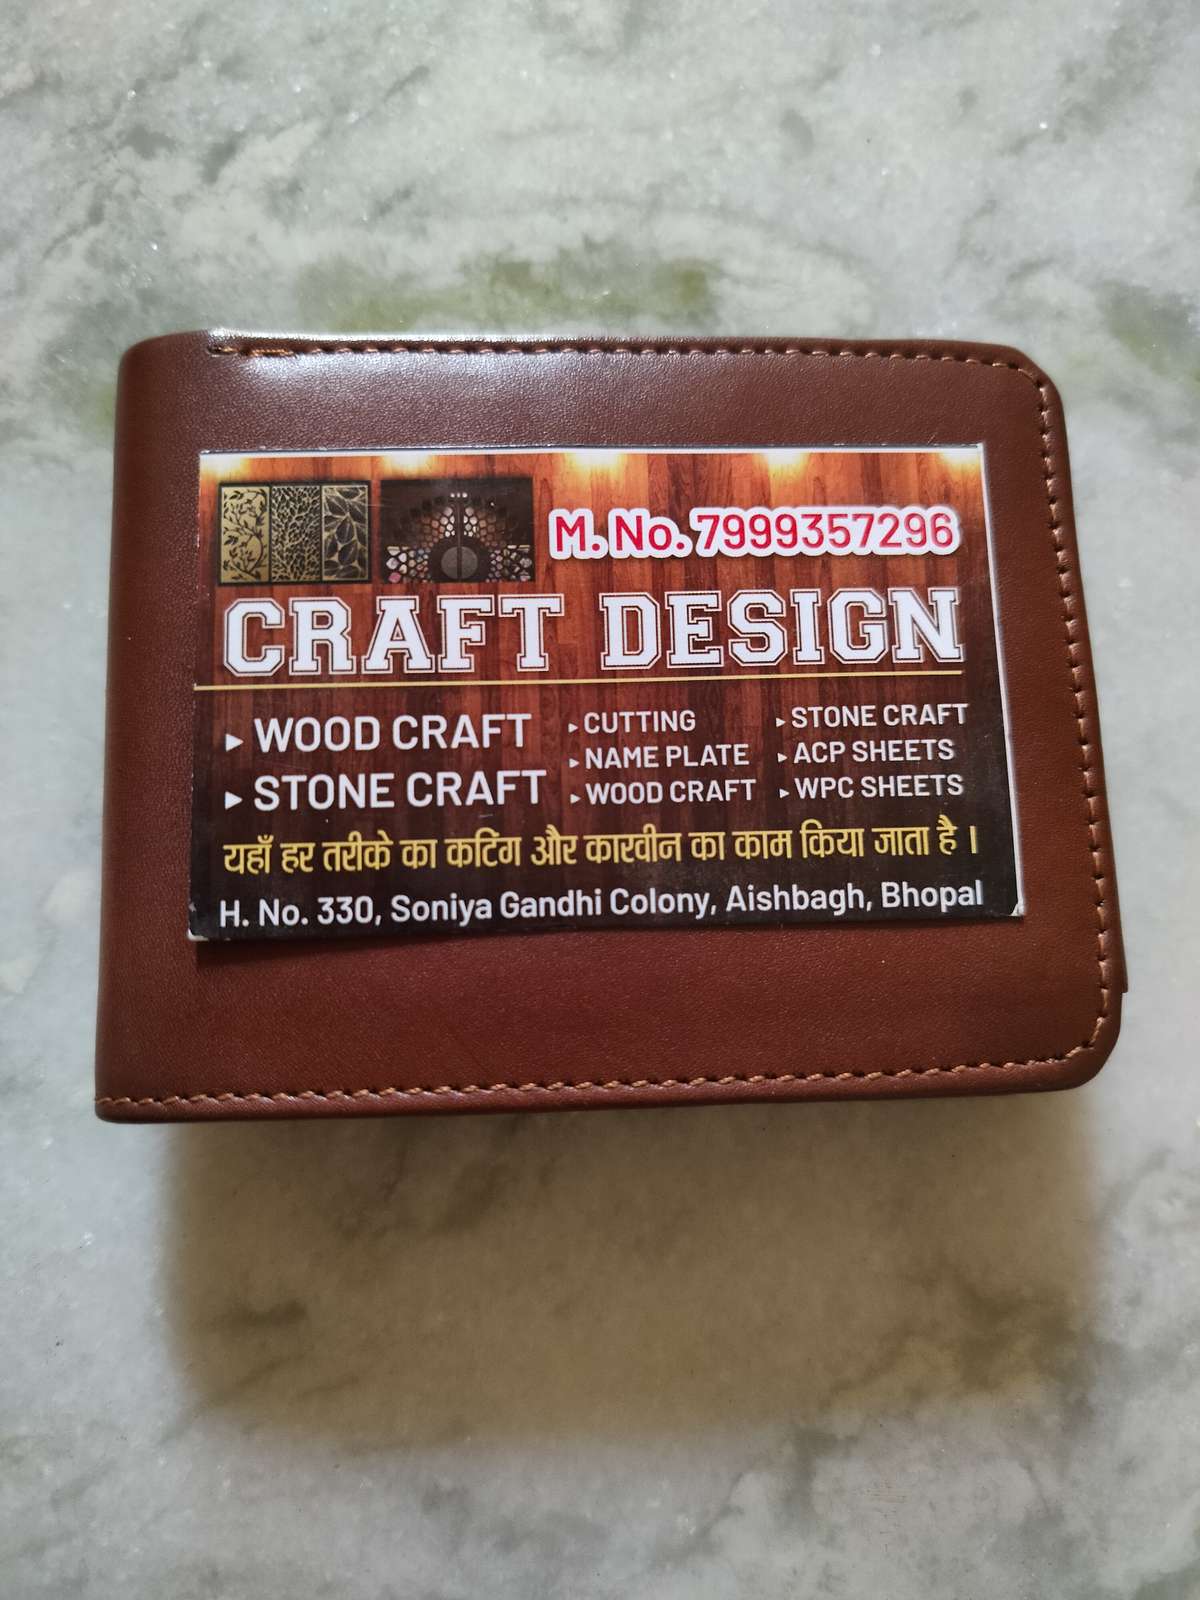 M. No. 7999357296
CRAFT DESIGN
▸ WOOD CRAFT
▸ STONE CRAFT
▸ CUTTING
▸ NAME PLATE
▸ WOOD CRAFT
▸ STONE CRAFT
▸ ACP SHEETS
▸ WPC SHEETS
यहाँ हर तरीके का कटिंग और कारवीन का काम किया जाता है ।
H. No. 330, Soniya Gandhi Colony, Aishbagh, Bhopal